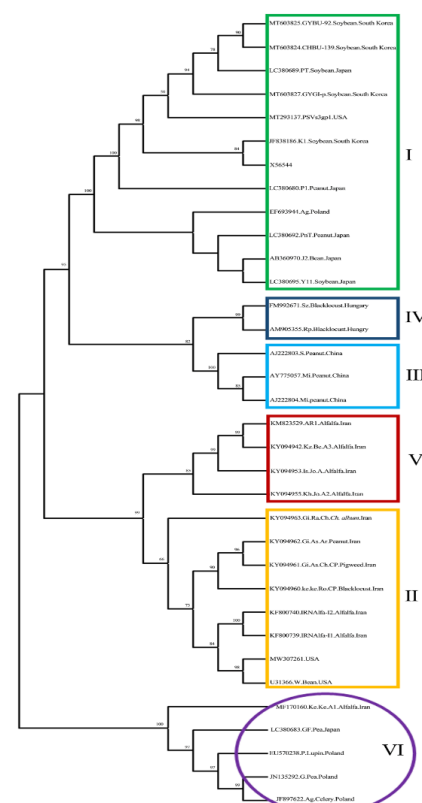 MT603825.GYBU-92.Soybean.South Korea
MT603824.CHBU-139.Soybean.South Korea
LC380689.PT.Soybean.Japan
MT603827.GYGI-p.Soybean.South Korea
MT293137.PSVs3gp1.USA
JF838186.K1.Soybean.South Korea
X56544
LC380680.P1.Peanut.Japan
EF693944.Ag.Poland
LC380692.PnT.Peanut.Japan
AB360970.J2.Bean.Japan
LC380695.Y11.Soybean.Japan
I
FM992671.Sz.Blacklocust.Hungary
AM905355.Rp.Blacklocust.Hungry
IV
AJ222803.S.Peanut.China
AY775057.Mi.Peanut.China
AJ222804.Mi.peanut.China
III
KM823529.AR1.Alfalfa.Iran
KY094942.Kz.Be.A3.Alfalfa.Iran
KY094953.Is.Jo.A.Alfalfa.Iran
KY094955.Kh.Jo.A2.Alfalfa.Iran
V
KY094963.Gi.Ra.Ch.Ch. album.Iran
KY094962.Gi.As.Ar.Peanut.Iran
KY094961.Gi.As.Ch.CP.Pigweed.Iran
KY094960.ke.ke.Ro.CP.Blacklocust.Iran
KF800740.IRNAlfa-I2.Alfalfa.Iran
KF800739.IRNAlfa-I1.Alfalfa.Iran
MW307261.USA
U31366.W.Bean.USA
II
MF170160.Ke.Ke.A1.Alfalfa.Iran
LC380683.GF.Pea.Japan
EU570238.P.Lupin.Poland
JN135292.G.Pea.Poland
JF897622.Ag.Celery.Poland
VI